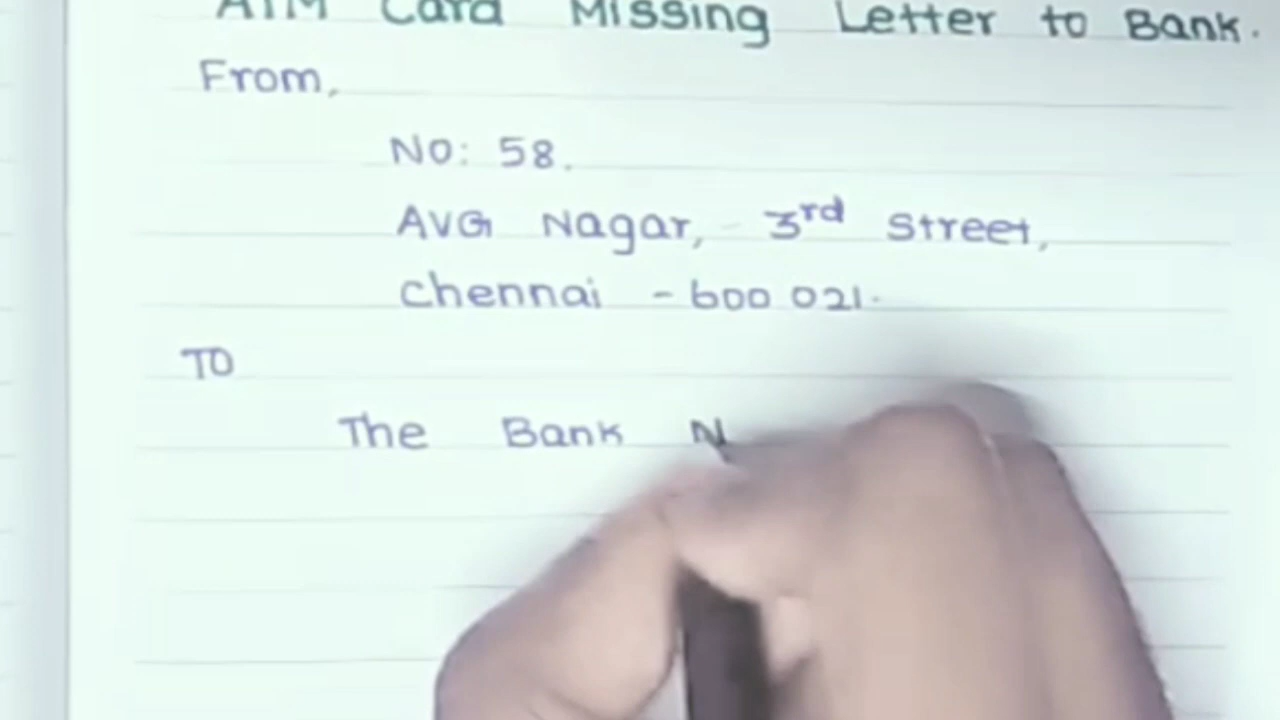 ATM Card Missing Letter to Bank.
From,
No: 58.
AVG Nagar, 3rd Street,
Chennai - 600 021.
TO
The Bank